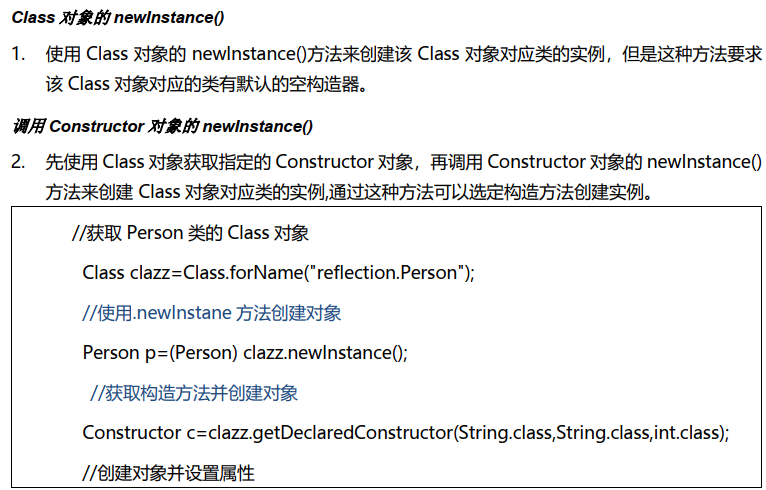 Class 对象的 newInstance()
1. 使用 Class 对象的 newInstance()方法来创建该 Class 对象对应类的实例，但是这种方法要求
该 Class 对象对应的类有默认的空构造器。
调用 Constructor 对象的 newInstance()
2. 先使用 Class 对象获取指定的 Constructor 对象，再调用 Constructor 对象的 newInstance()
方法来创建 Class 对象对应类的实例,通过这种方法可以选定构造方法创建实例。
//获取 Person 类的 Class 对象
Class clazz=Class.forName("reflection.Person");
//使用.newInstane 方法创建对象
Person p=(Person) clazz.newInstance();
//获取构造方法并创建对象
Constructor c=clazz.getDeclaredConstructor(String.class,String.class,int.class);
//创建对象并设置属性